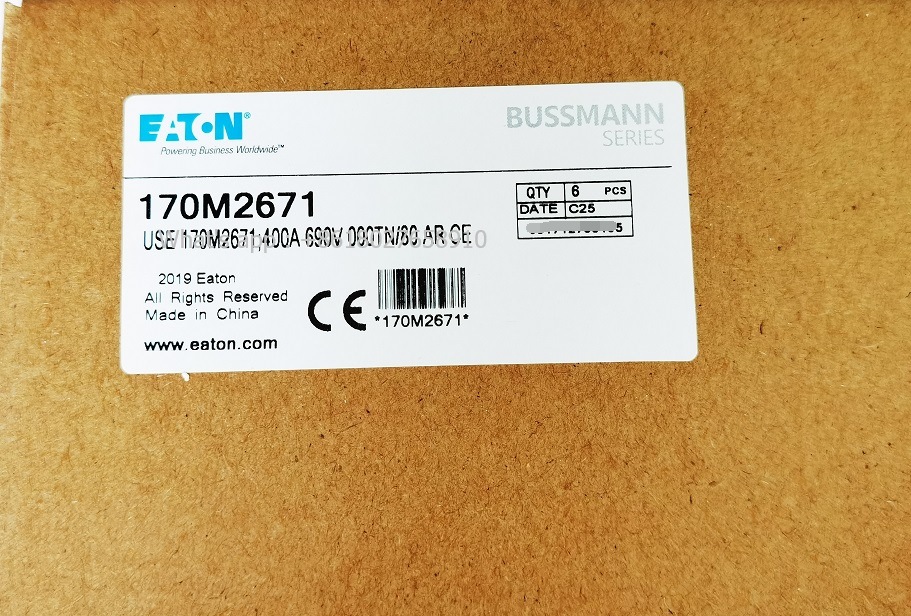 EATON®
Powering Business Worldwide™
BUSSMANN
SERIES
170M2671
USE 170M2671 400A 690V 000TN/80 AR CE
QTY 6 PCS
DATE C25
5
2019 Eaton
All Rights Reserved
Made in China
CE
*170M2671*
www.eaton.com